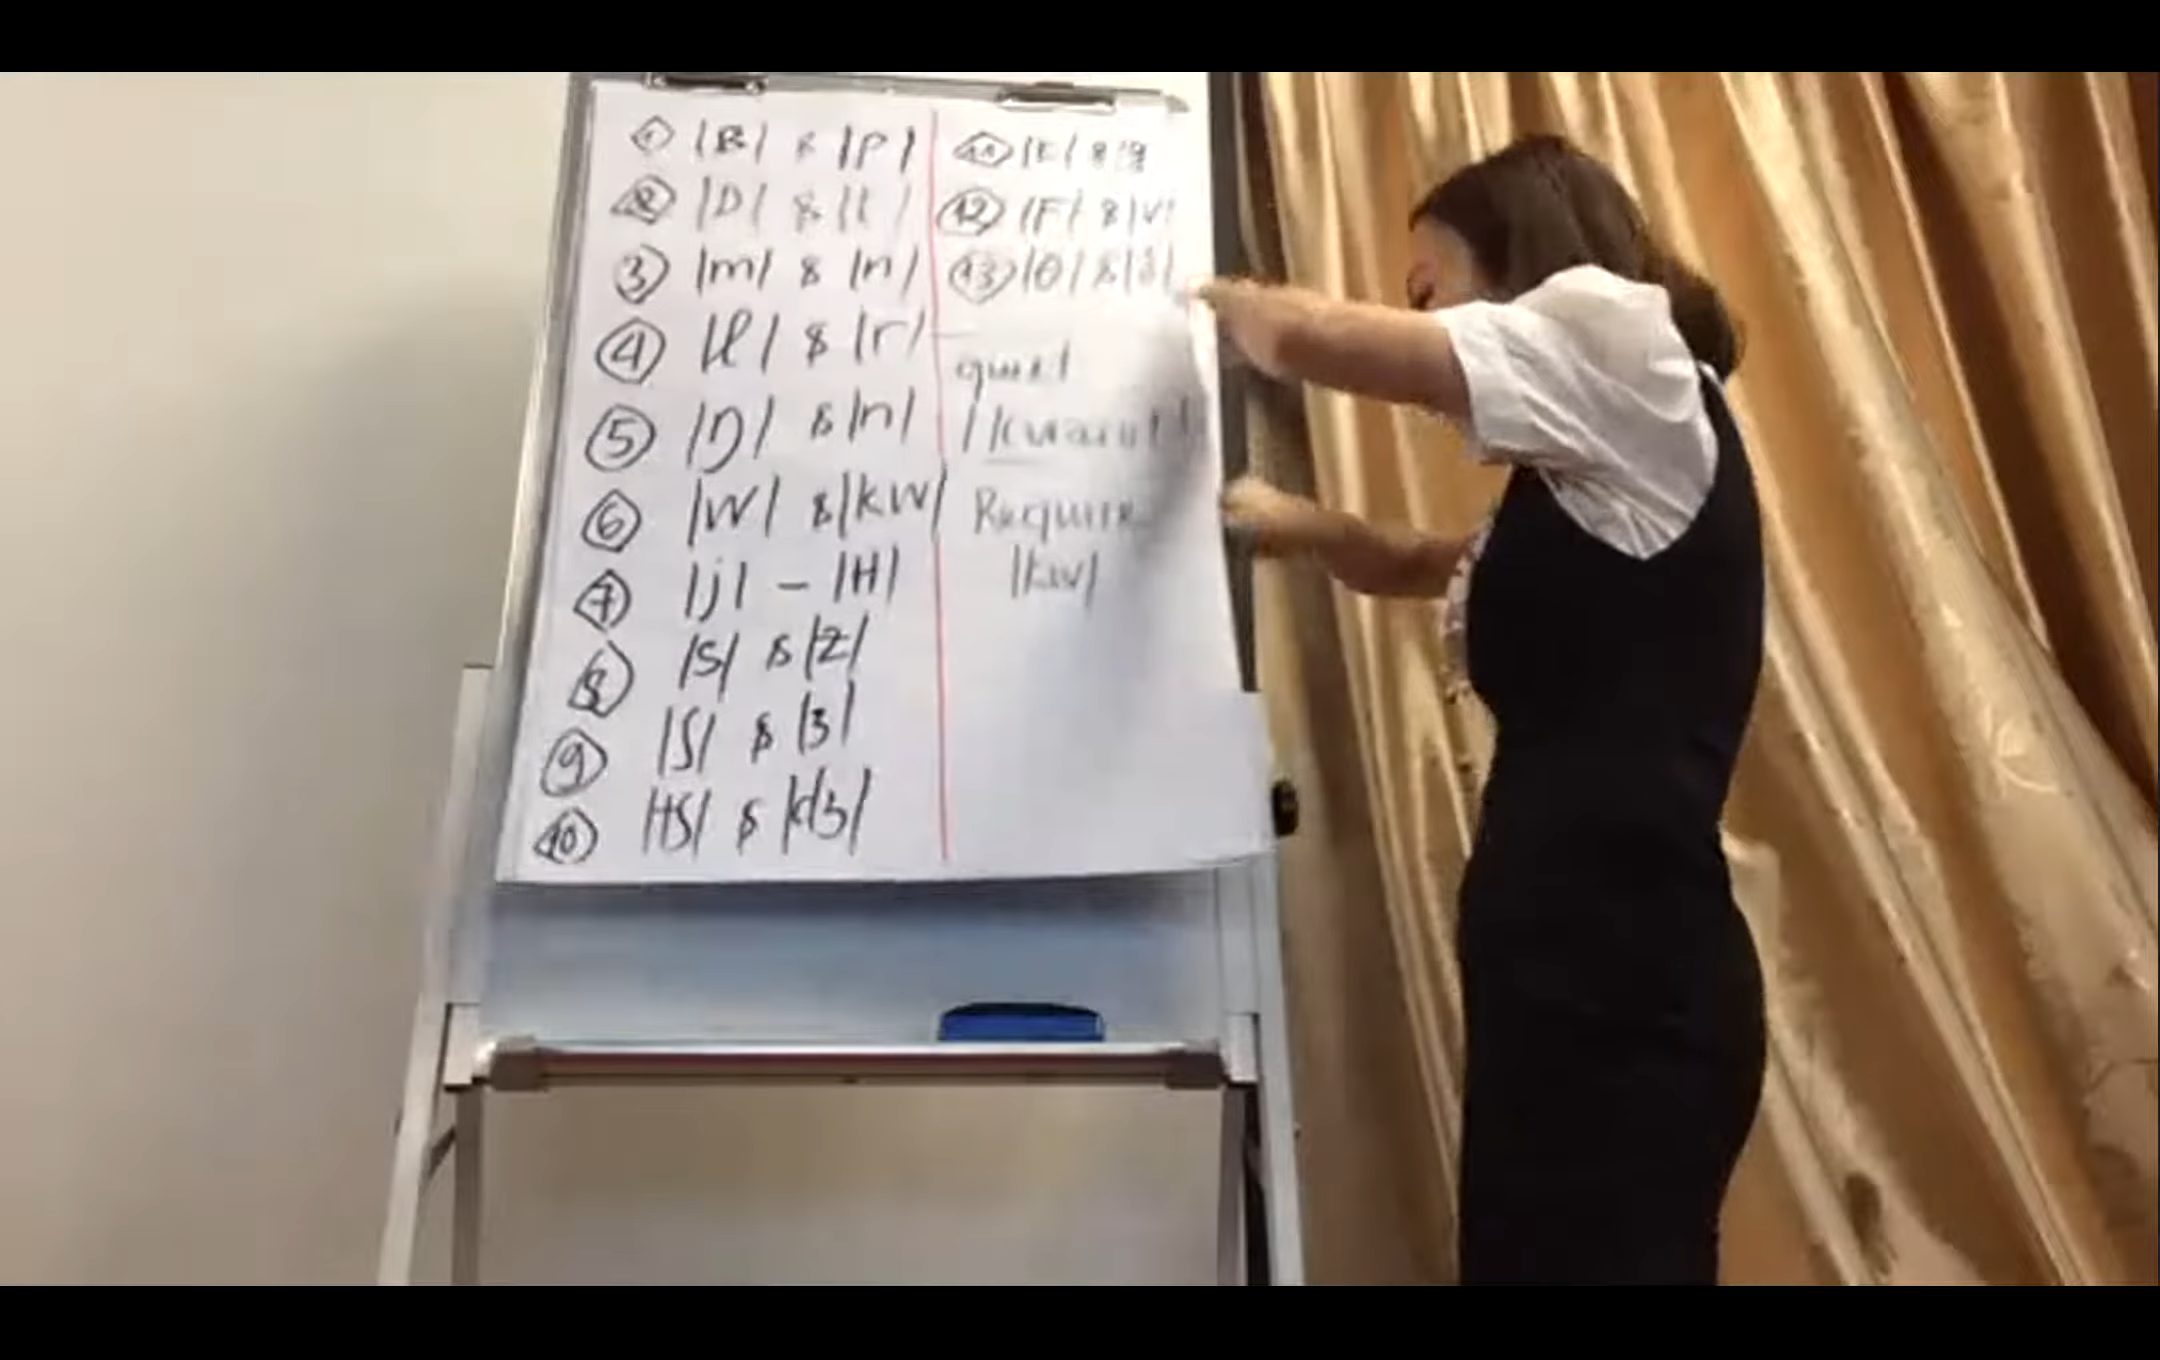 1 |B| & |P|
2 |D| & |t|
3 |m| & |n|
4 |l| & |r|
5 |ŋ| & |n|
6 |w| & |kw|
7 |j| - |H|
8 |s| & |z|
9 |ʃ| & |ʒ|
10 |tʃ| & |dʒ|
11 |k| & |g
12 |F| & |v|
13 |θ| & |ð|
quiet
Require
|kw|